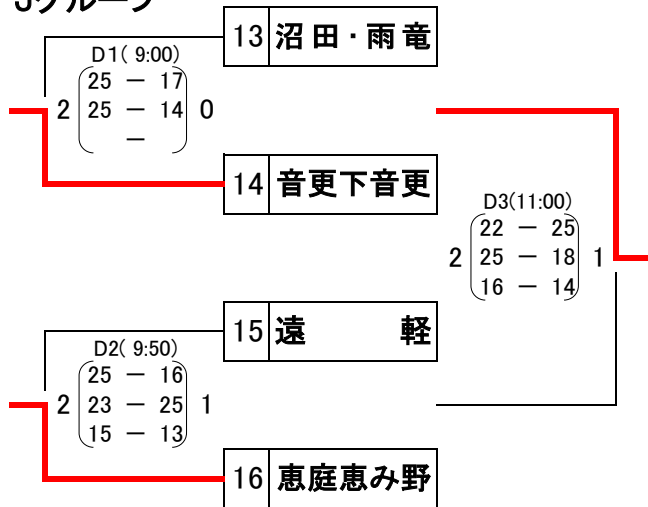 グループ
13 沼田・雨竜
D1( 9:00)
25 － 17
2 25 － 14 0
－
14 音更下音更
D3(11:00)
22 － 25
2 25 － 18 1
16 － 14
15 遠 軽
D2( 9:50)
25 － 16
2 23 － 25 1
15 － 13
16 恵庭恵み野